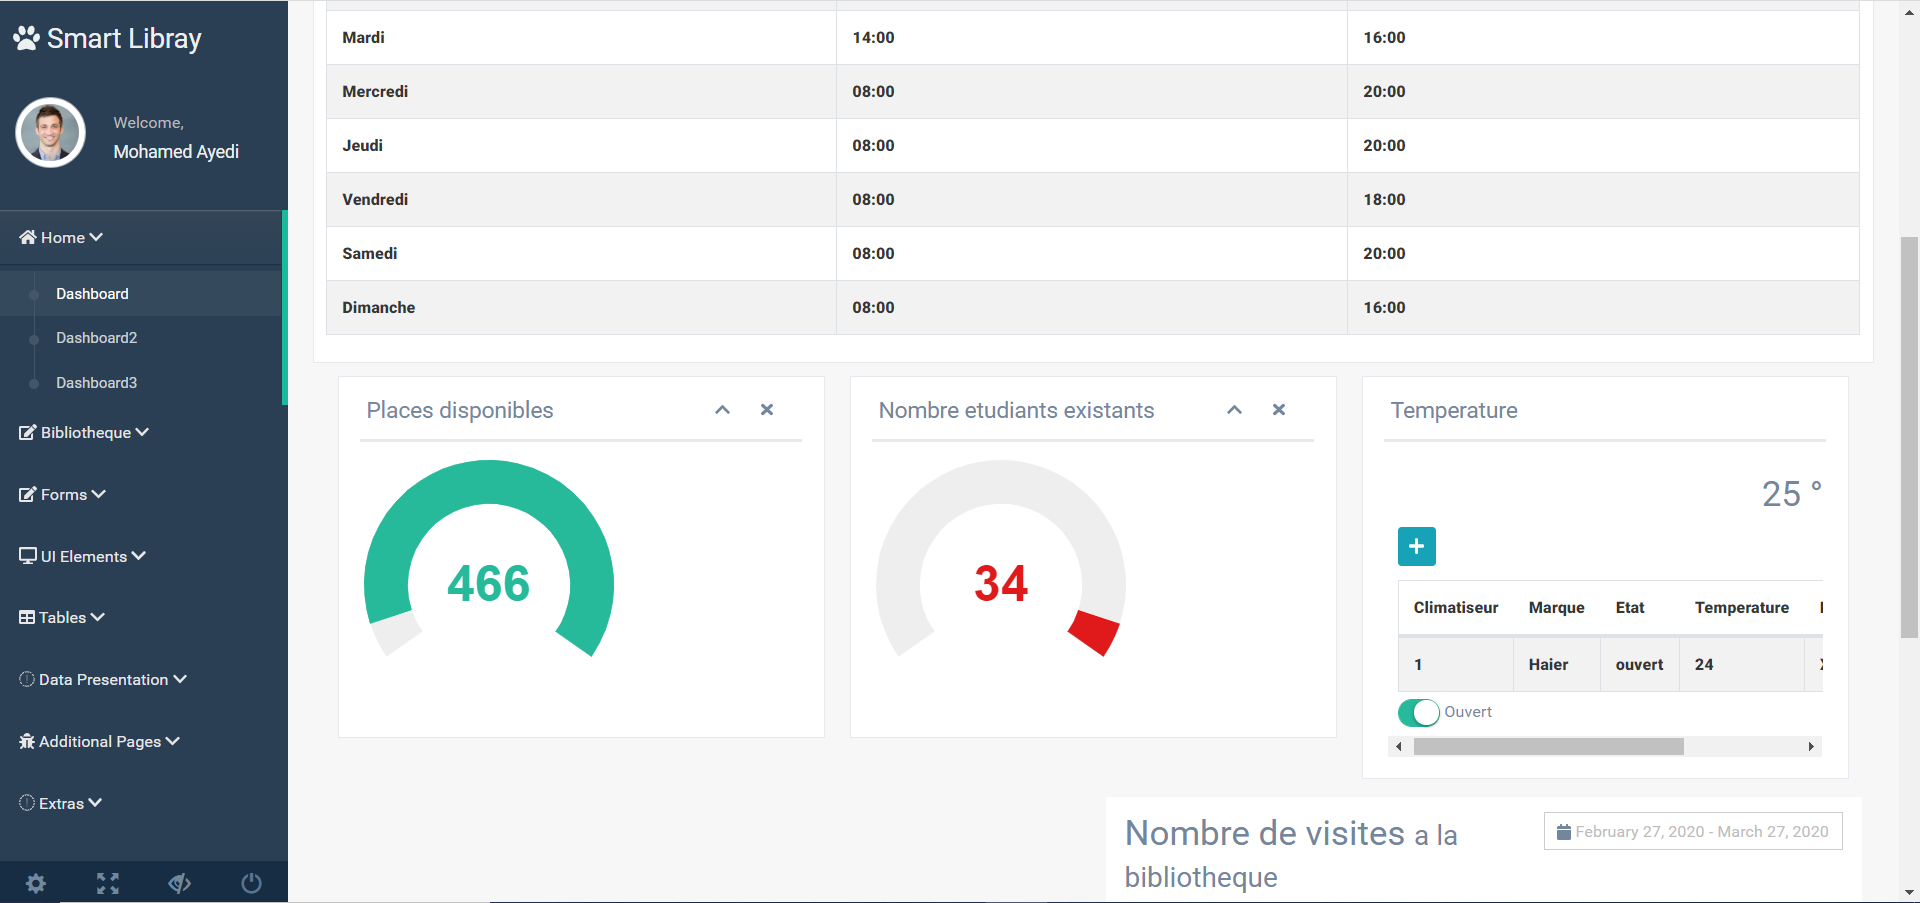 Smart Libray
Welcome,
Mohamed Ayedi
Home
Dashboard
Dashboard2
Dashboard3
Bibliotheque
Forms
UI Elements
Tables
Data Presentation
Additional Pages
Extras
Mardi 14:00 16:00
Mercredi 08:00 20:00
Jeudi 08:00 20:00
Vendredi 08:00 18:00
Samedi 08:00 20:00
Dimanche 08:00 16:00
Places disponibles
466
Nombre etudiants existants
34
Temperature
25 °
Climatiseur Marque Etat Temperature
1 Haier ouvert 24
Ouvert
Nombre de visites a la
bibliotheque
February 27, 2020 - March 27, 2020